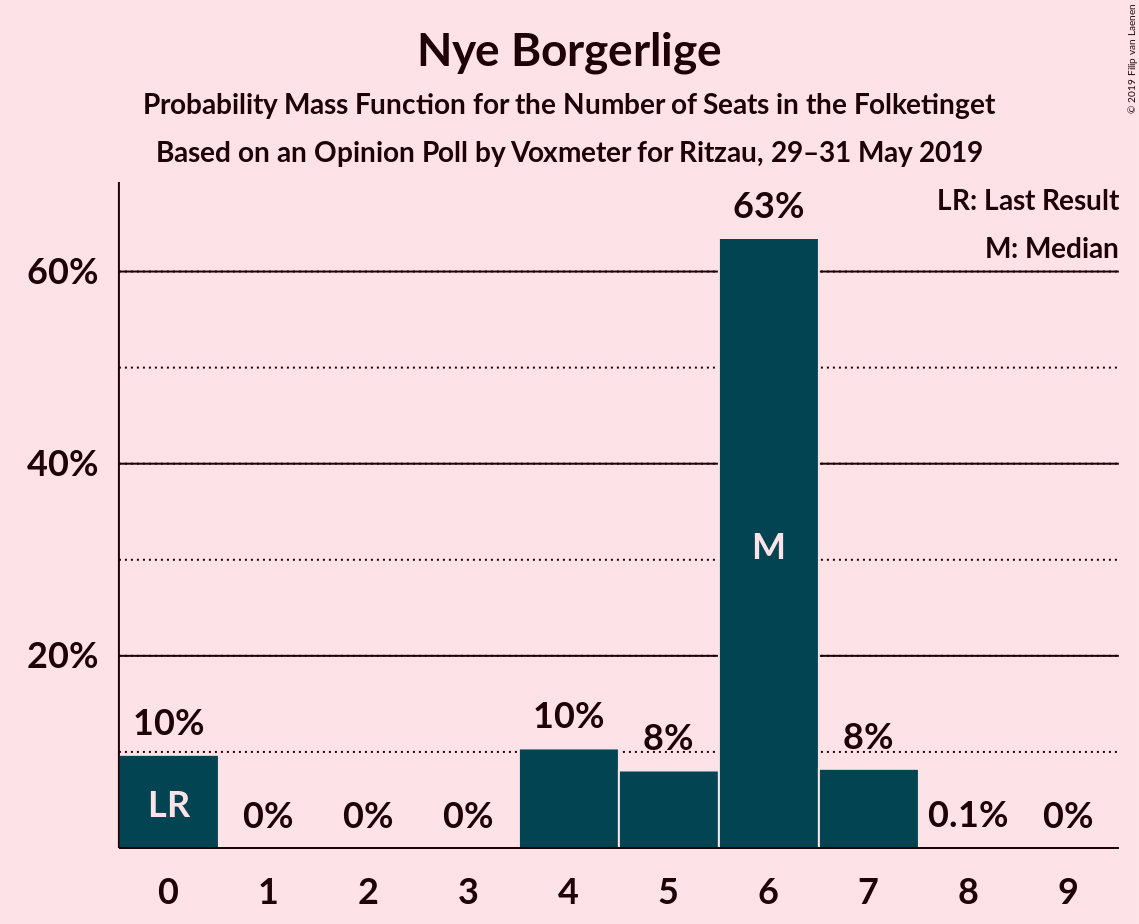 Nye Borgerlige
Probability Mass Function for the Number of Seats in the Folketinget
Based on an Opinion Poll by Voxmeter for Ritzau, 29–31 May 2019
© 2019 Filip van Laenen
LR: Last Result
M: Median
60%
40%
20%
10%
LR
0%
0%
0%
10%
8%
63%
M
8%
0.1%
0%
0 1 2 3 4 5 6 7 8 9